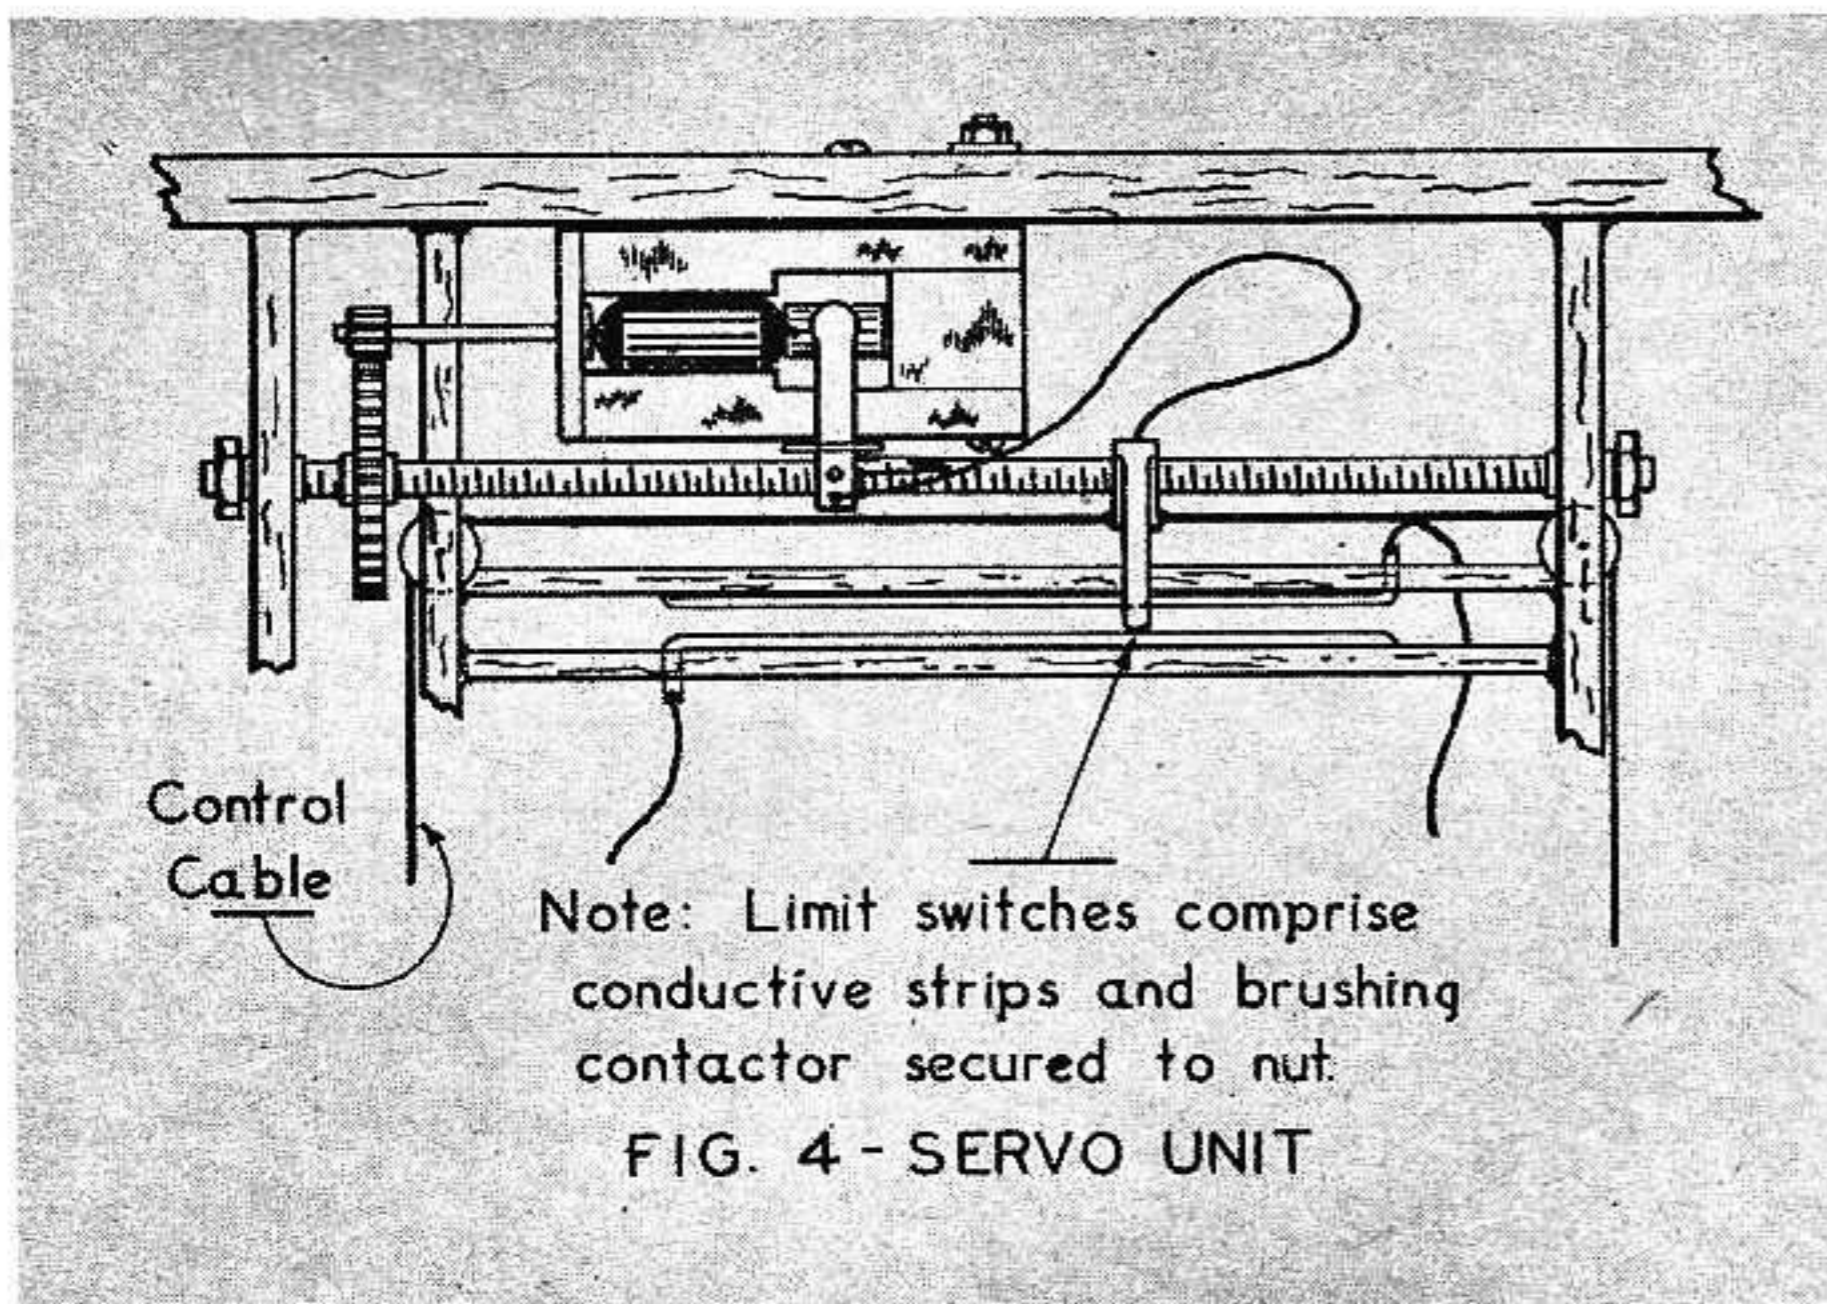 Control
Cable
Note: Limit switches comprise
conductive strips and brushing
contactor secured to nut.
FIG. 4 - SERVO UNIT